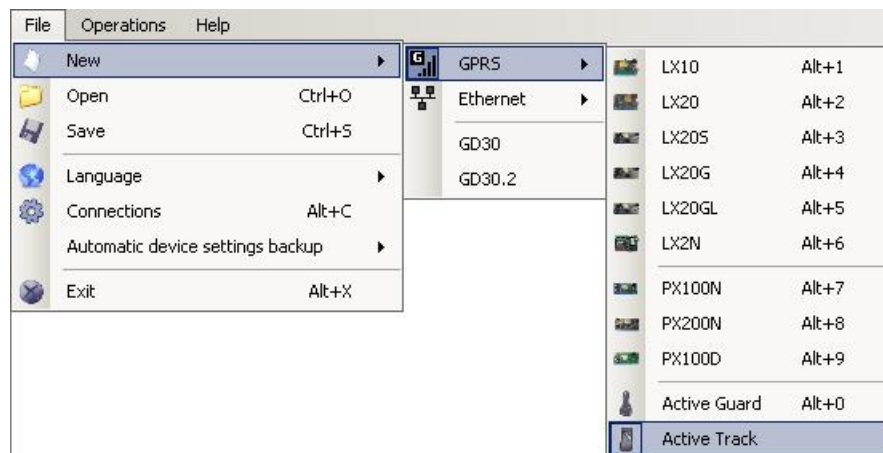 File Operations Help
New
Open Ctrl+O
Save Ctrl+S
Language
Connections Alt+C
Automatic device settings backup
Exit Alt+X
G
GPRS
Ethernet
GD30
GD30.2
LX10 Alt+1
LX20 Alt+2
LX20S Alt+3
LX20G Alt+4
LX20GL Alt+5
LX2N Alt+6
PX100N Alt+7
PX200N Alt+8
PX100D Alt+9
Active Guard Alt+0
Active Track